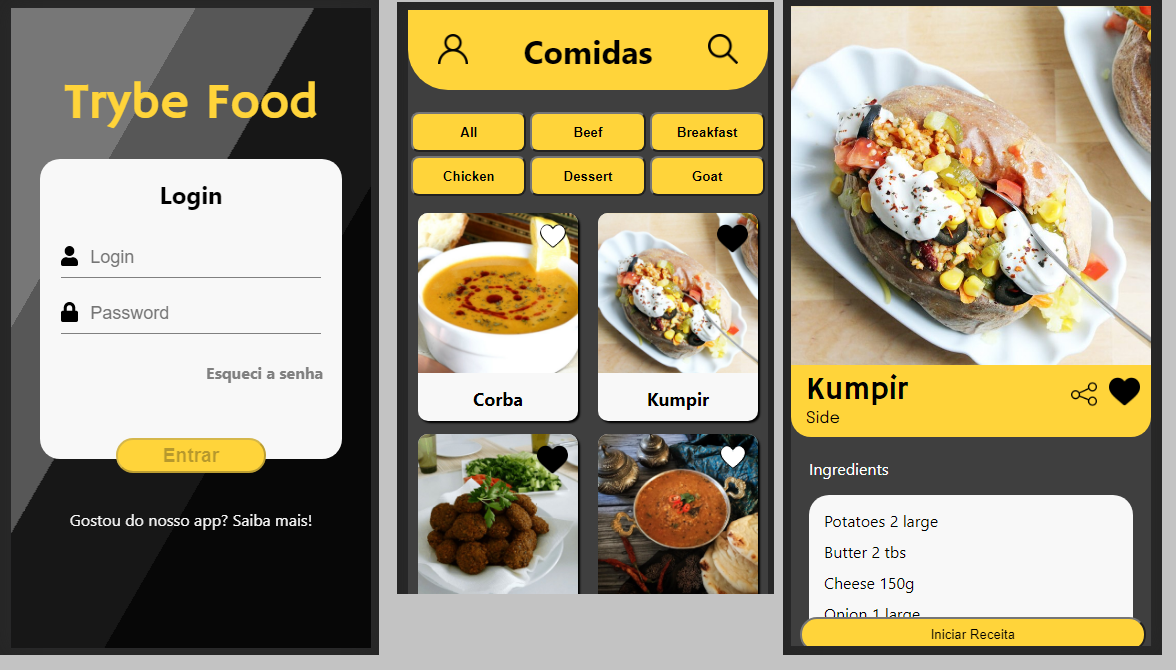 Trybe Food
Login
Login
Password
Esqueci a senha
Entrar
Gostou do nosso app? Saiba mais!
Comidas
All
Beef
Breakfast
Chicken
Dessert
Goat
Corba
Kumpir
Kumpir
Side
Ingredients
Potatoes 2 large
Butter 2 tbs
Cheese 150g
Onion 1 large
Iniciar Receita